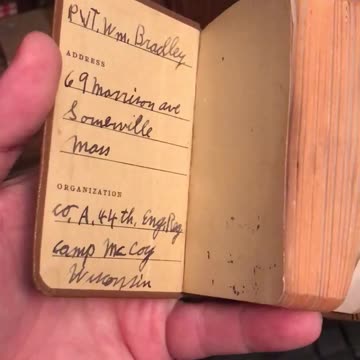 PVT. Wm. Bradley
ADDRESS
69 Morrison ave
Somerville
Mass
ORGANIZATION
CO, A, 44th, Eng, Reg
camp McCoy
Wisconsin